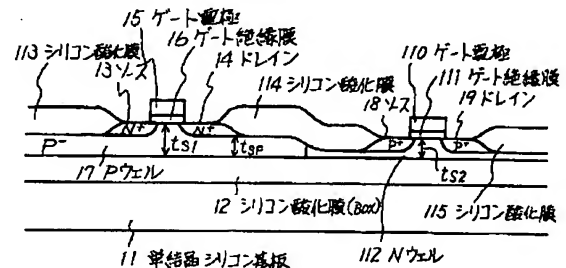 15 ゲート電極
16 ゲート絶縁膜
113 シリコン酸化膜
13 ソース
14 ドレイン
114 シリコン酸化膜
110 ゲート電極
111 ゲート絶縁膜
18 ソース
19 ドレイン
N+
N+
P+
P+
P-
tS1
tSP
tS2
17 Pウェル
12 シリコン酸化膜(BOX)
115 シリコン酸化膜
11 単結晶シリコン基板
112 Nウェル